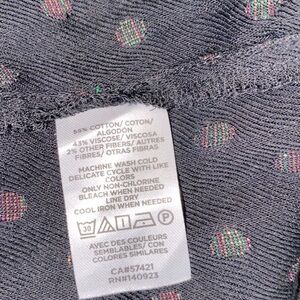 55% COTTON/ COTON/
ALGODON
43% VISCOSE/ VISCOSA
2% OTHER FIBERS/ AUTRES
FIBRES/ OTRAS FIBRAS
MACHINE WASH COLD
DELICATE CYCLE WITH LIKE
COLORS
ONLY NON-CHLORINE
BLEACH WHEN NEEDED
LINE DRY
COOL IRON WHEN NEEDED
30 P
AVEC DES COULEURS
SEMBLABLES/ CON
COLORES SIMILARES
CA#57421
RN#140923